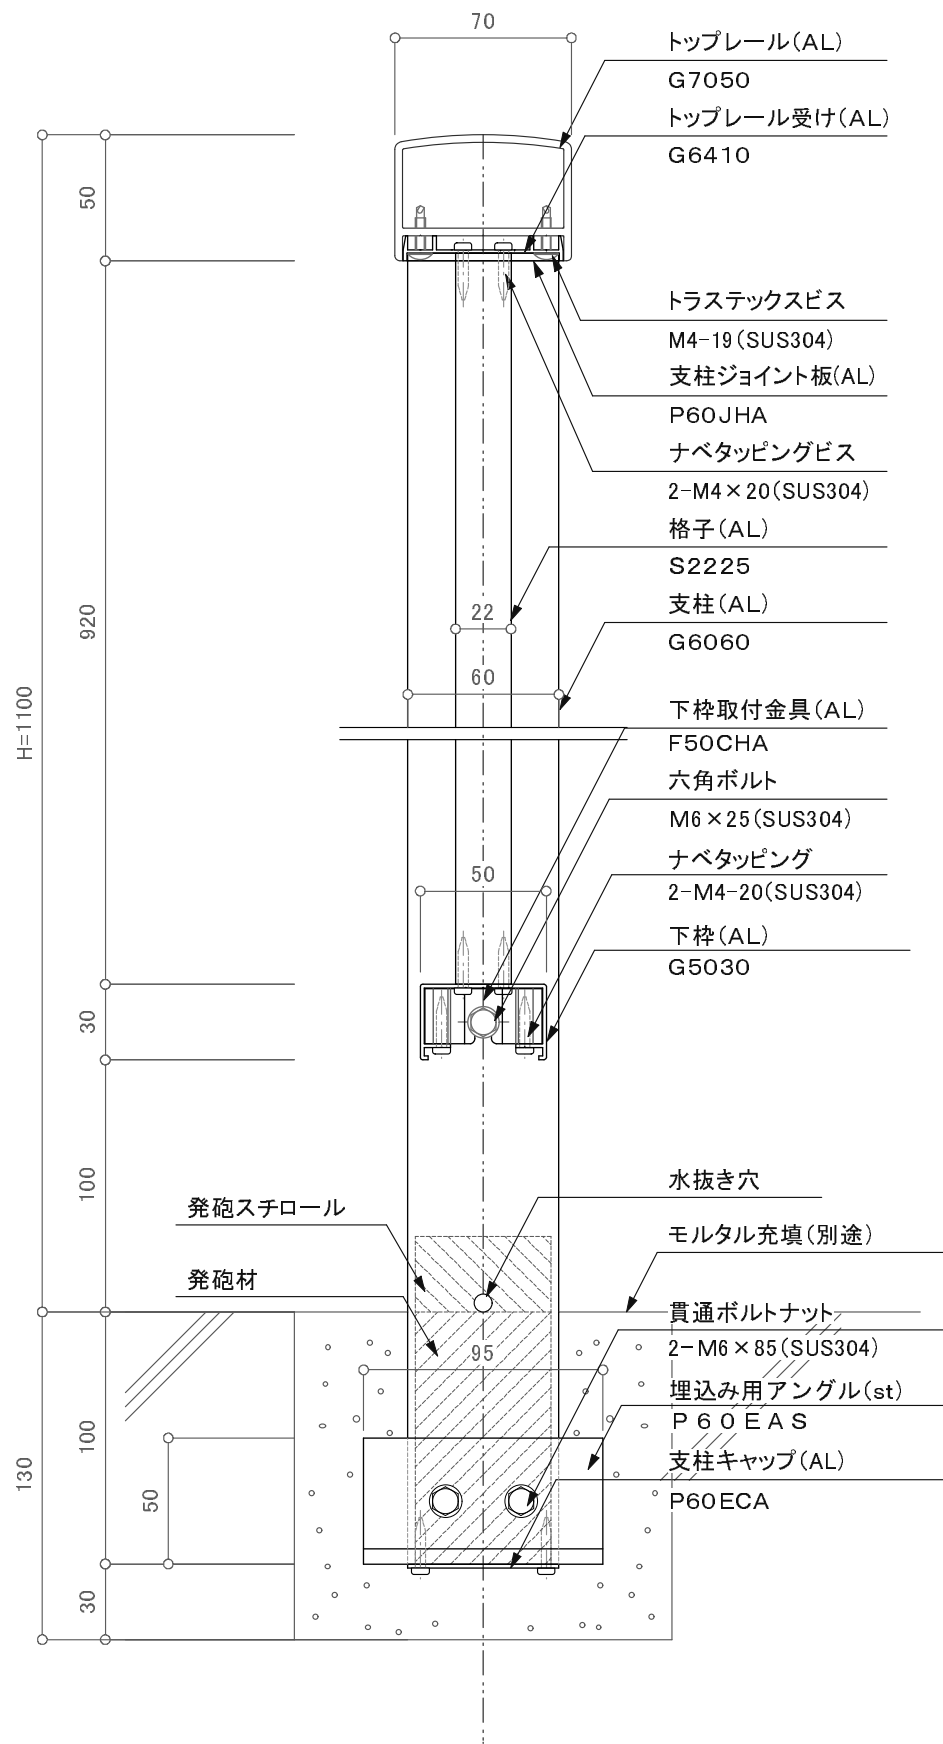 70
トップレール(AL)
G7050
トップレール受け(AL)
G6410
50
トラステックスビス
M4-19(SUS304)
支柱ジョイント板(AL)
P60JHA
ナベタッピングビス
2-M4×20(SUS304)
格子(AL)
S2225
920
22
支柱(AL)
G6060
60
H=1100
下枠取付金具(AL)
F50CHA
六角ボルト
M6×25(SUS304)
50
ナベタッピング
2-M4-20(SUS304)
下枠(AL)
G5030
30
100
水抜き穴
発砲スチロール
モルタル充填(別途)
発砲材
貫通ボルトナット
2-M6×85(SUS304)
95
埋込み用アングル(st)
P60EAS
100
130
50
支柱キャップ(AL)
P60ECA
30